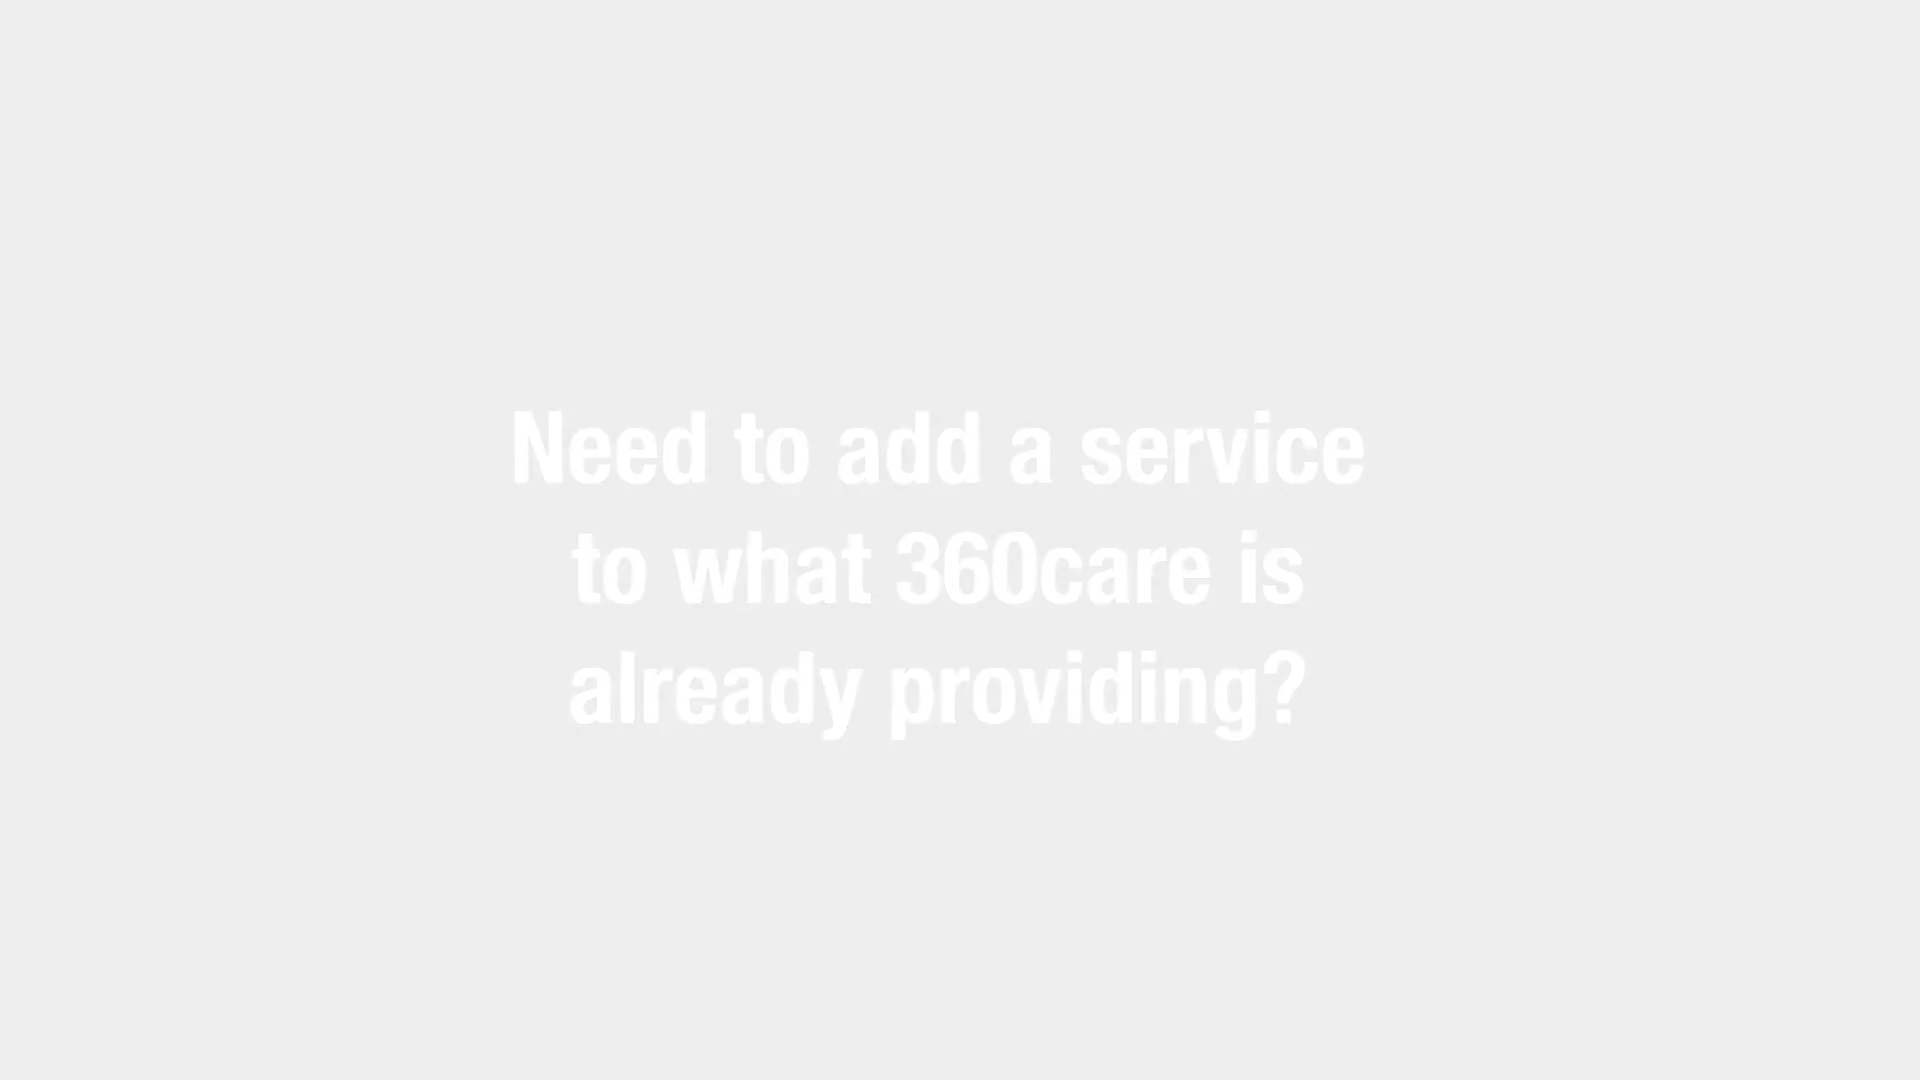 Need to add a service
to what 360care is
already providing?